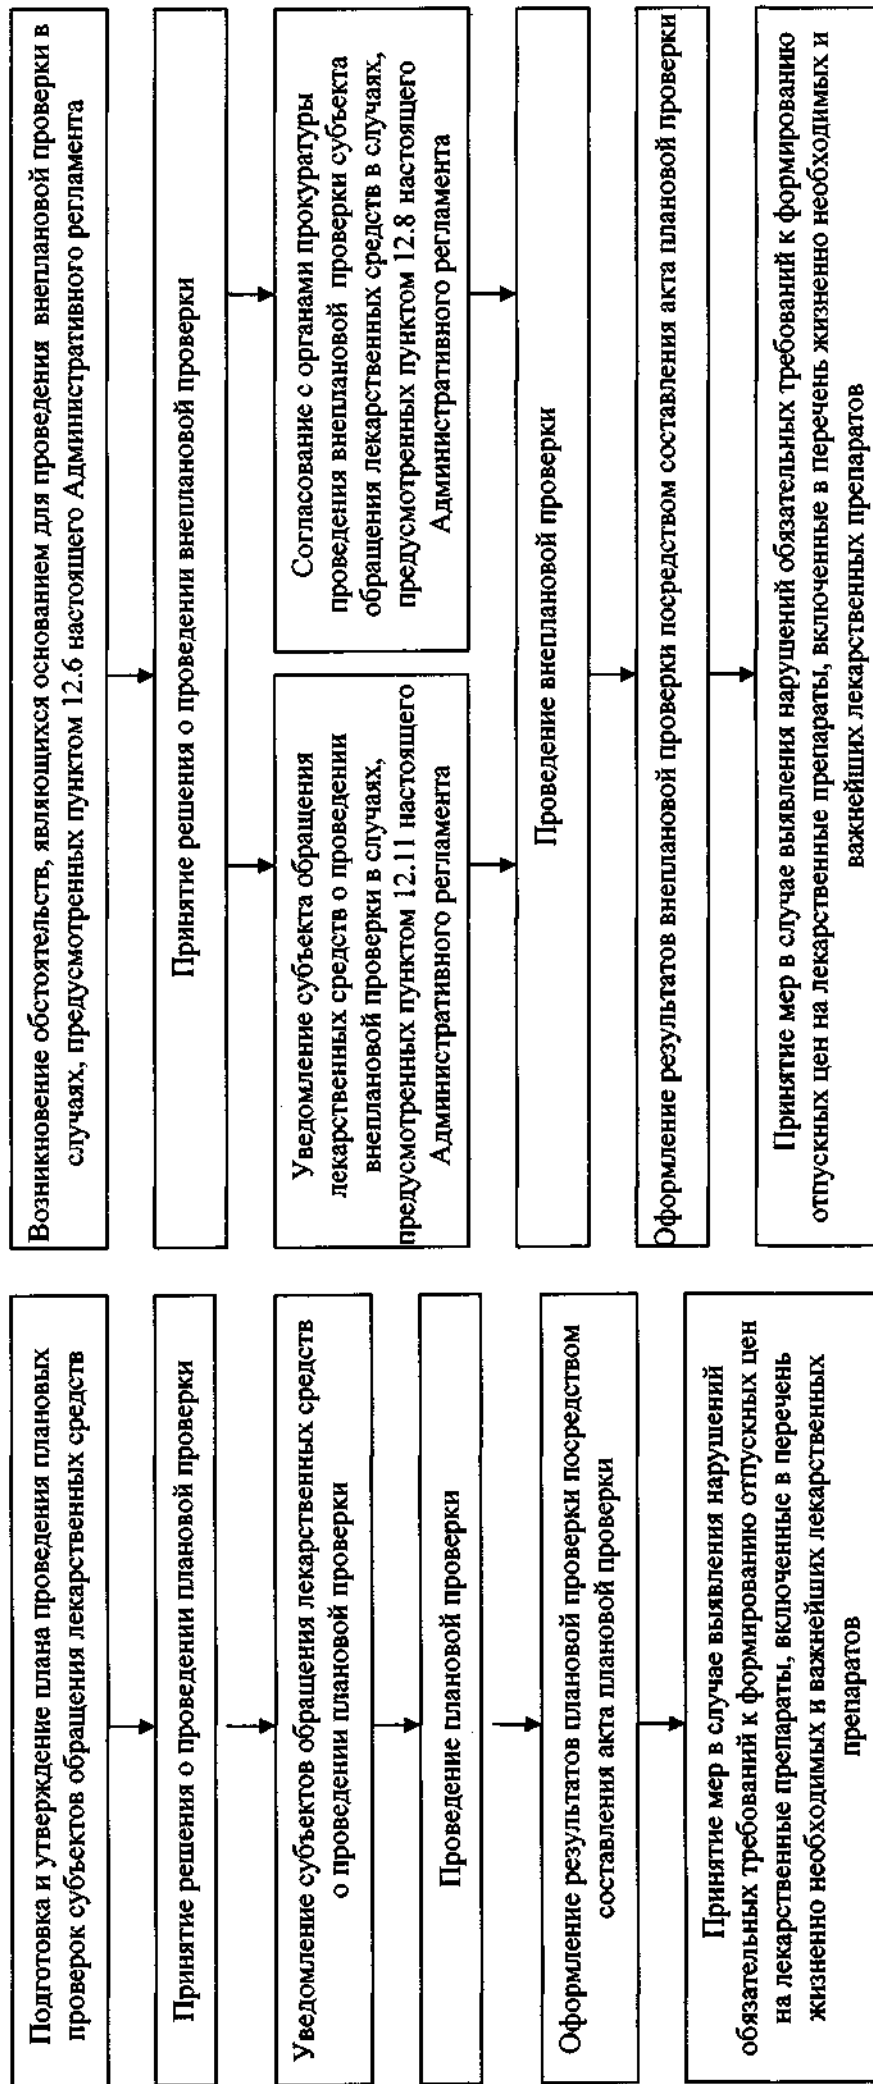 Подготовка и утверждение плана проведения плановых
проверок субъектов обращения лекарственных средств
Принятие решения о проведении плановой проверки
Уведомление субъектов обращения лекарственных средств
о проведении плановой проверки
Проведение плановой проверки
Оформление результатов плановой проверки посредством
составления акта плановой проверки
Принятие мер в случае выявления нарушений
обязательных требований к формированию отпускных цен
на лекарственные препараты, включенные в перечень
жизненно необходимых и важнейших лекарственных
препаратов
Возникновение обстоятельств, являющихся основанием для проведения внеплановой проверки в
случаях, предусмотренных пунктом 12.6 настоящего Административного регламента
Принятие решения о проведении внеплановой проверки
Уведомление субъекта обращения
лекарственных средств о проведении
внеплановой проверки в случаях,
предусмотренных пунктом 12.11 настоящего
Административного регламента
Согласование с органами прокуратуры
проведения внеплановой проверки субъекта
обращения лекарственных средств в случаях,
предусмотренных пунктом 12.8 настоящего
Административного регламента
Проведение внеплановой проверки
Оформление результатов внеплановой проверки посредством составления акта плановой проверки
Принятие мер в случае выявления нарушений обязательных требований к формированию
отпускных цен на лекарственные препараты, включенные в перечень жизненно необходимых и
важнейших лекарственных препаратов